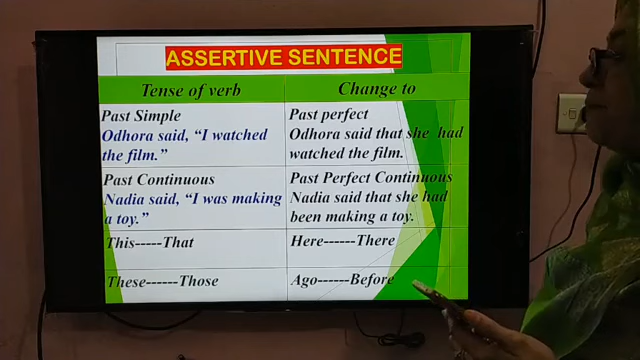 ASSERTIVE SENTENCE
Tense of verb
Change to
Past Simple
Odhora said, “I watched
the film.”
Past perfect
Odhora said that she had
watched the film.
Past Continuous
Nadia said, “I was making
a toy.”
Past Perfect Continuous
Nadia said that she had
been making a toy.
This-----That
Here------There
These------Those
Ago------Before